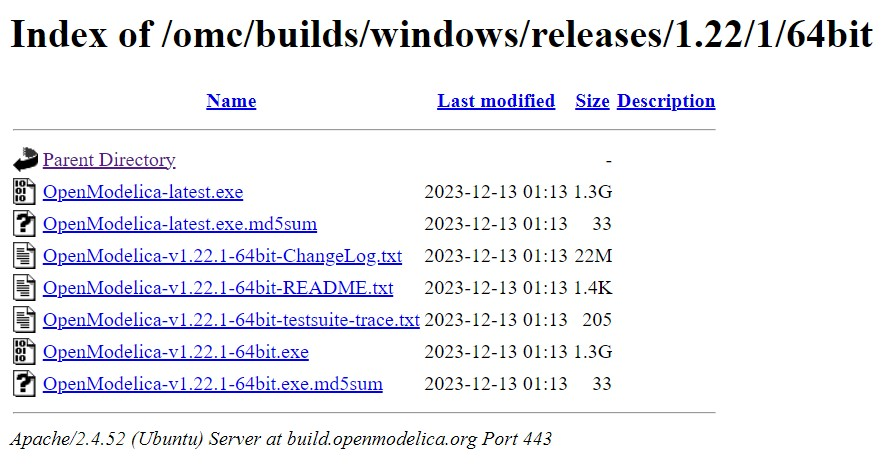 Index of /omc/builds/windows/releases/1.22/1/64bit
Name Last modified Size Description
Parent Directory -
OpenModelica-latest.exe 2023-12-13 01:13 1.3G
OpenModelica-latest.exe.md5sum 2023-12-13 01:13 33
OpenModelica-v1.22.1-64bit-ChangeLog.txt 2023-12-13 01:13 22M
OpenModelica-v1.22.1-64bit-README.txt 2023-12-13 01:13 1.4K
OpenModelica-v1.22.1-64bit-testsuite-trace.txt 2023-12-13 01:13 205
OpenModelica-v1.22.1-64bit.exe 2023-12-13 01:13 1.3G
OpenModelica-v1.22.1-64bit.exe.md5sum 2023-12-13 01:13 33
Apache/2.4.52 (Ubuntu) Server at build.openmodelica.org Port 443